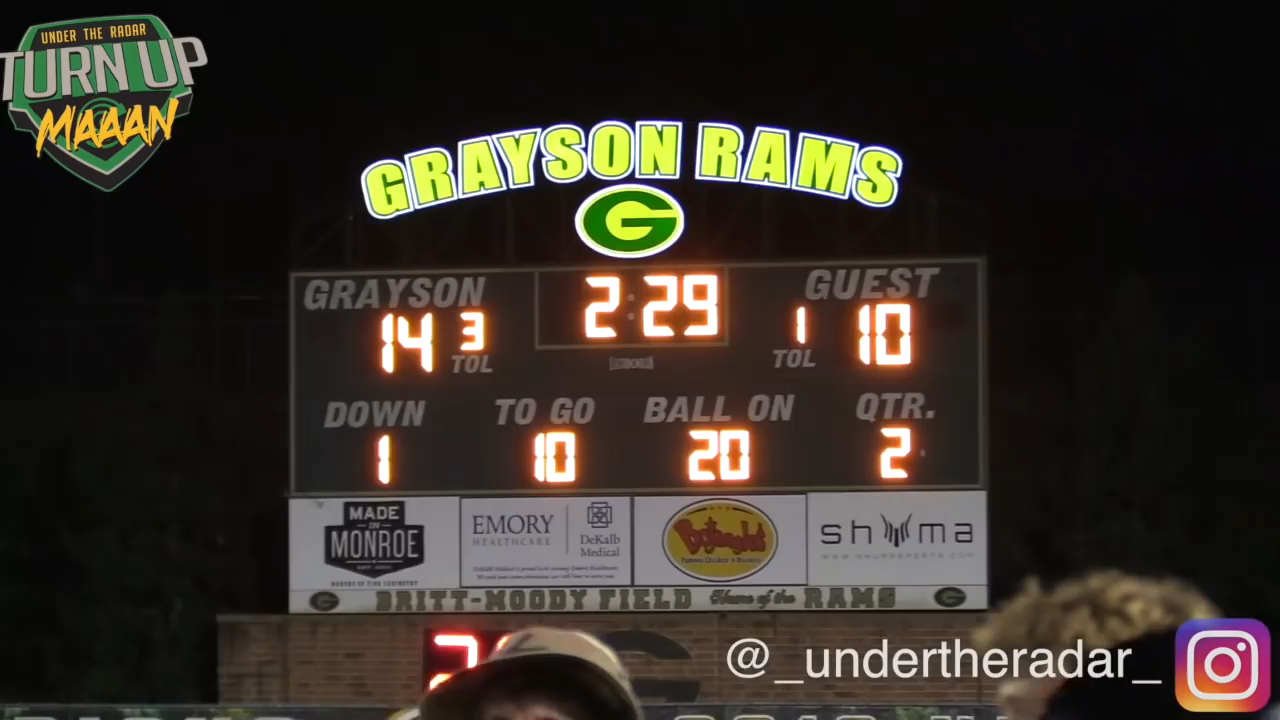 UNDER THE RADAR
TURN UP
MAAAN
GRAYSON RAMS
G
GRAYSON 2:29 GUEST
14 3 1 10
TOL TOL
DOWN TO GO BALL ON QTR.
1 10 20 2
MADE
IN
MONROE
EMORY
HEALTHCARE
DeKalb
Medical
Bojangles'
shyma
BRITT-MOODY FIELD Home of the RAMS
@_undertheradar_